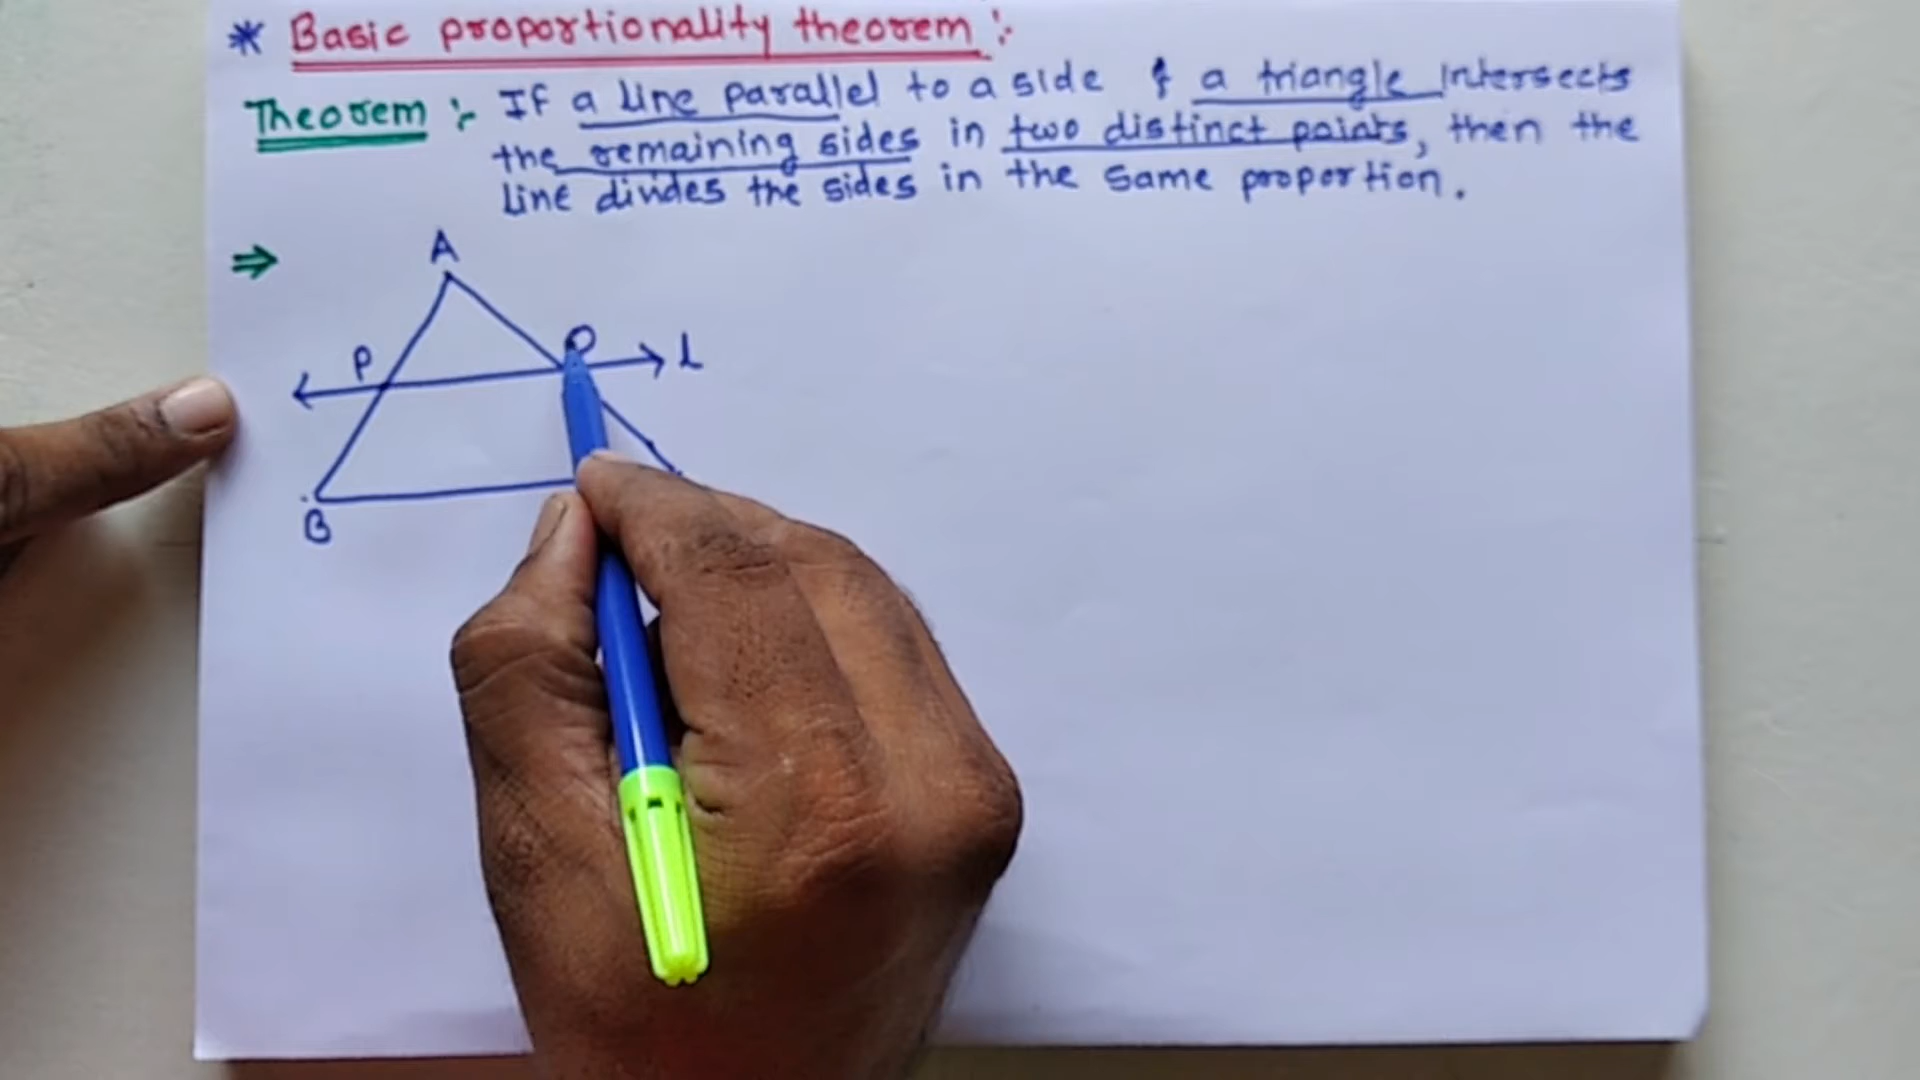 * Basic proportionality theorem :-
Theorem :- If a line parallel to a side of a triangle intersects
the remaining sides in two distinct points, then the
line divides the sides in the same proportion.
⇒
A
P
l
B